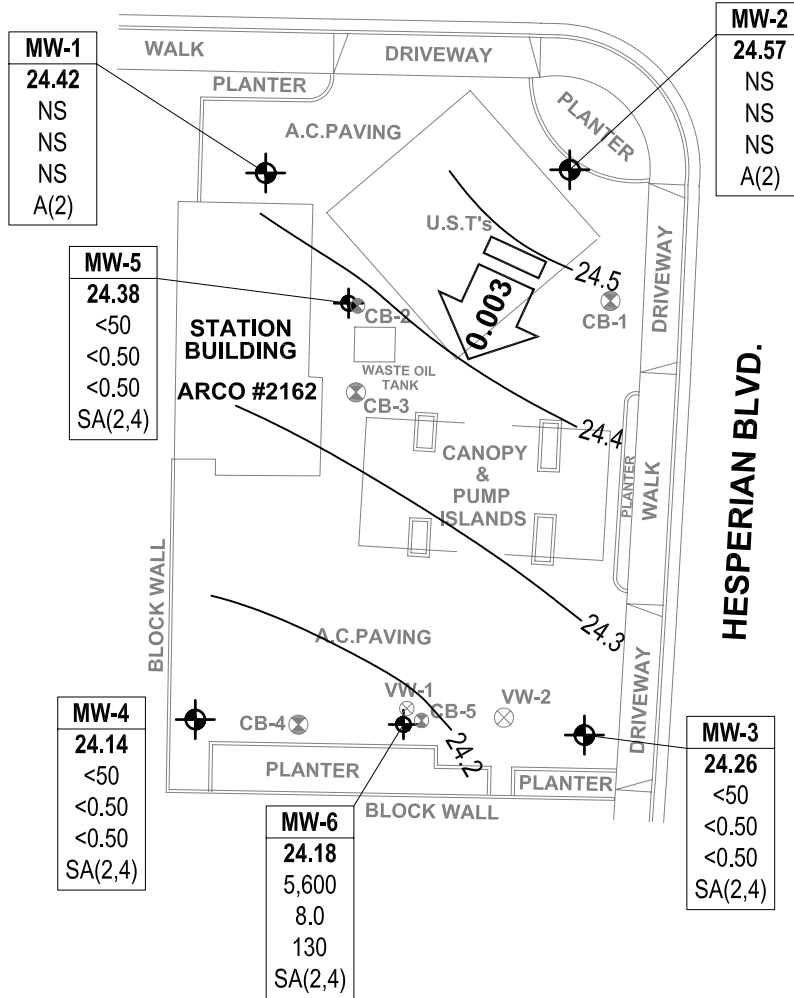 MW-1
24.42
NS
NS
NS
A(2)
WALK
DRIVEWAY
PLANTER
A.C.PAVING
PLANTER
MW-2
24.57
NS
NS
NS
A(2)
U.S.T's
24.5
0.003
CB-1
DRIVEWAY
MW-5
24.38
<50
<0.50
<0.50
SA(2,4)
CB-2
STATION
BUILDING
ARCO #2162
WASTE OIL
TANK
CB-3
24.4
CANOPY
&
PUMP
ISLANDS
PLANTER
WALK
HESPERIAN BLVD.
24.3
BLOCK WALL
A.C.PAVING
DRIVEWAY
VW-1
CB-5
VW-2
CB-4
24.2
MW-4
24.14
<50
<0.50
<0.50
SA(2,4)
PLANTER
PLANTER
BLOCK WALL
MW-3
24.26
<50
<0.50
<0.50
SA(2,4)
MW-6
24.18
5,600
8.0
130
SA(2,4)